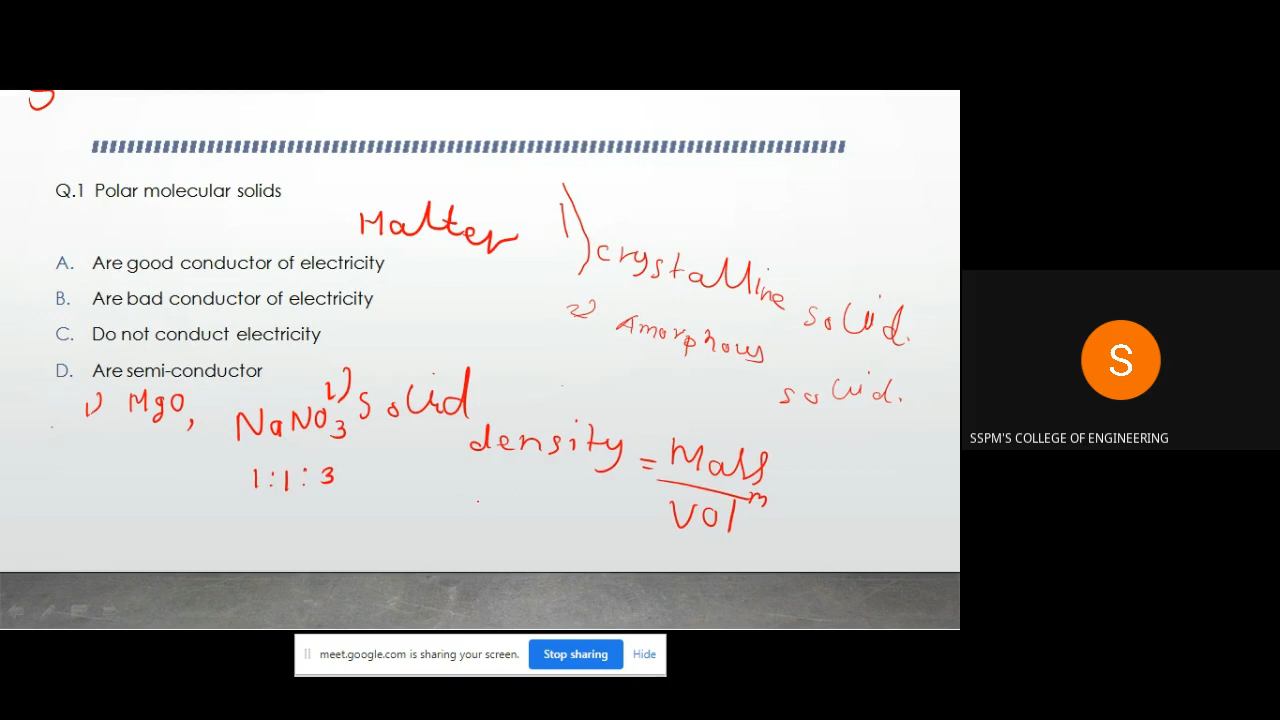 Q.1 Polar molecular solids
Matter
1) crystalline solid.
A. Are good conductor of electricity
B. Are bad conductor of electricity
2) Amorphous solid.
C. Do not conduct electricity
D. Are semi-conductor
1) solid
1) MgO, NaNO3
1:1:3
density = Mass
Volm
S
SSPM'S COLLEGE OF ENGINEERING
meet.google.com is sharing your screen. Stop sharing Hide